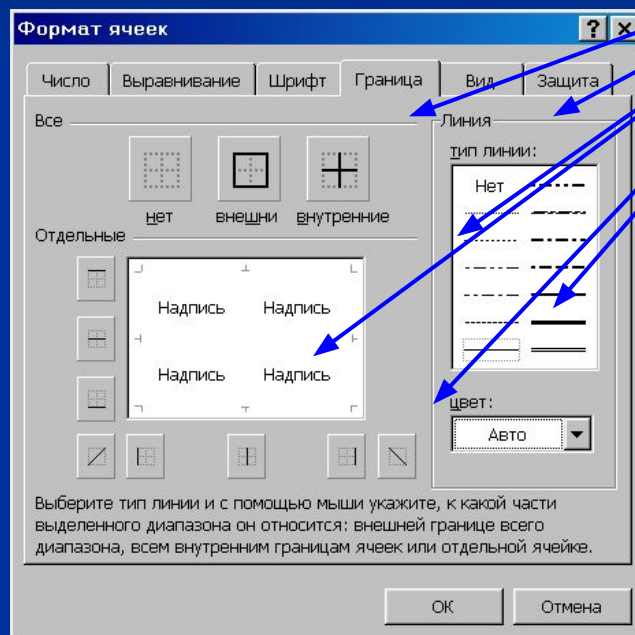 Формат ячеек
Число Выравнивание Шрифт Граница Вид Защита
Все
нет внешни внутренние
Отдельные
Надпись Надпись
Надпись Надпись
Линия
тип линии:
Нет
цвет:
Авто
Выберите тип линии и с помощью мыши укажите, к какой части
выделенного диапазона он относится: внешней границе всего
диапазона, всем внутренним границам ячеек или отдельной ячейке.
ОК Отмена